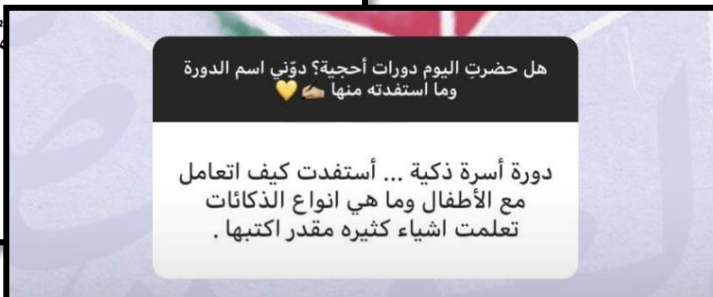 هل حضرتِ اليوم دورات أحجية؟ دوّني اسم الدورة
وما استفدته منها ✍🏼💛
دورة أسرة ذكية ... أستفدت كيف اتعامل
مع الأطفال وما هي انواع الذكائات
تعلمت اشياء كثيره مقدر اكتبها .